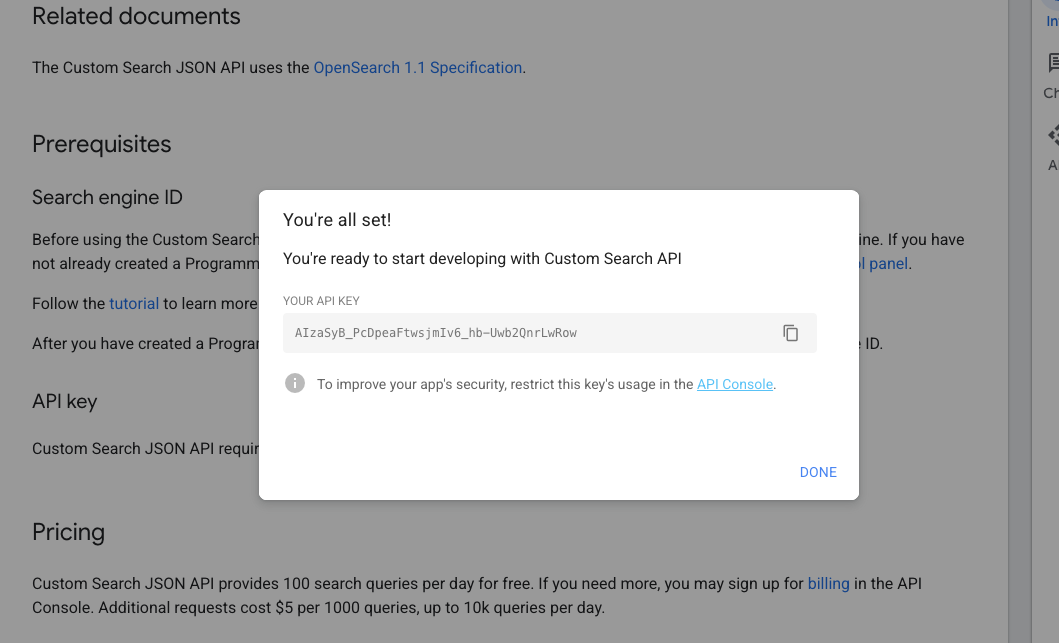 Related documents
The Custom Search JSON API uses the OpenSearch 1.1 Specification.
Prerequisites
Search engine ID
Before using the Custom Search ine. If you have
not already created a Programm ol panel.
Follow the tutorial to learn more
After you have created a Progra e ID.
API key
Custom Search JSON API requir
You're all set!
You're ready to start developing with Custom Search API
YOUR API KEY
AIzaSyB_PcDpeaFtwsjmIv6_hb-Uwb2QnrLwRow
To improve your app's security, restrict this key's usage in the API Console.
DONE
Pricing
Custom Search JSON API provides 100 search queries per day for free. If you need more, you may sign up for billing in the API
Console. Additional requests cost $5 per 1000 queries, up to 10k queries per day.
In
Ch
A